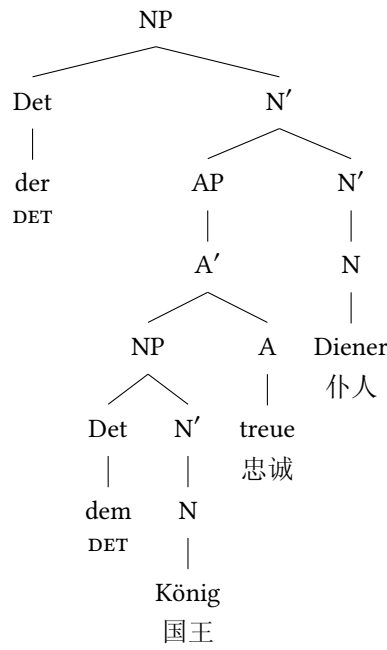 NP
Det N′
der AP N′
DET
A′ N
NP A Diener
仆人
Det N′ treue
忠诚
dem N
DET
König
国王